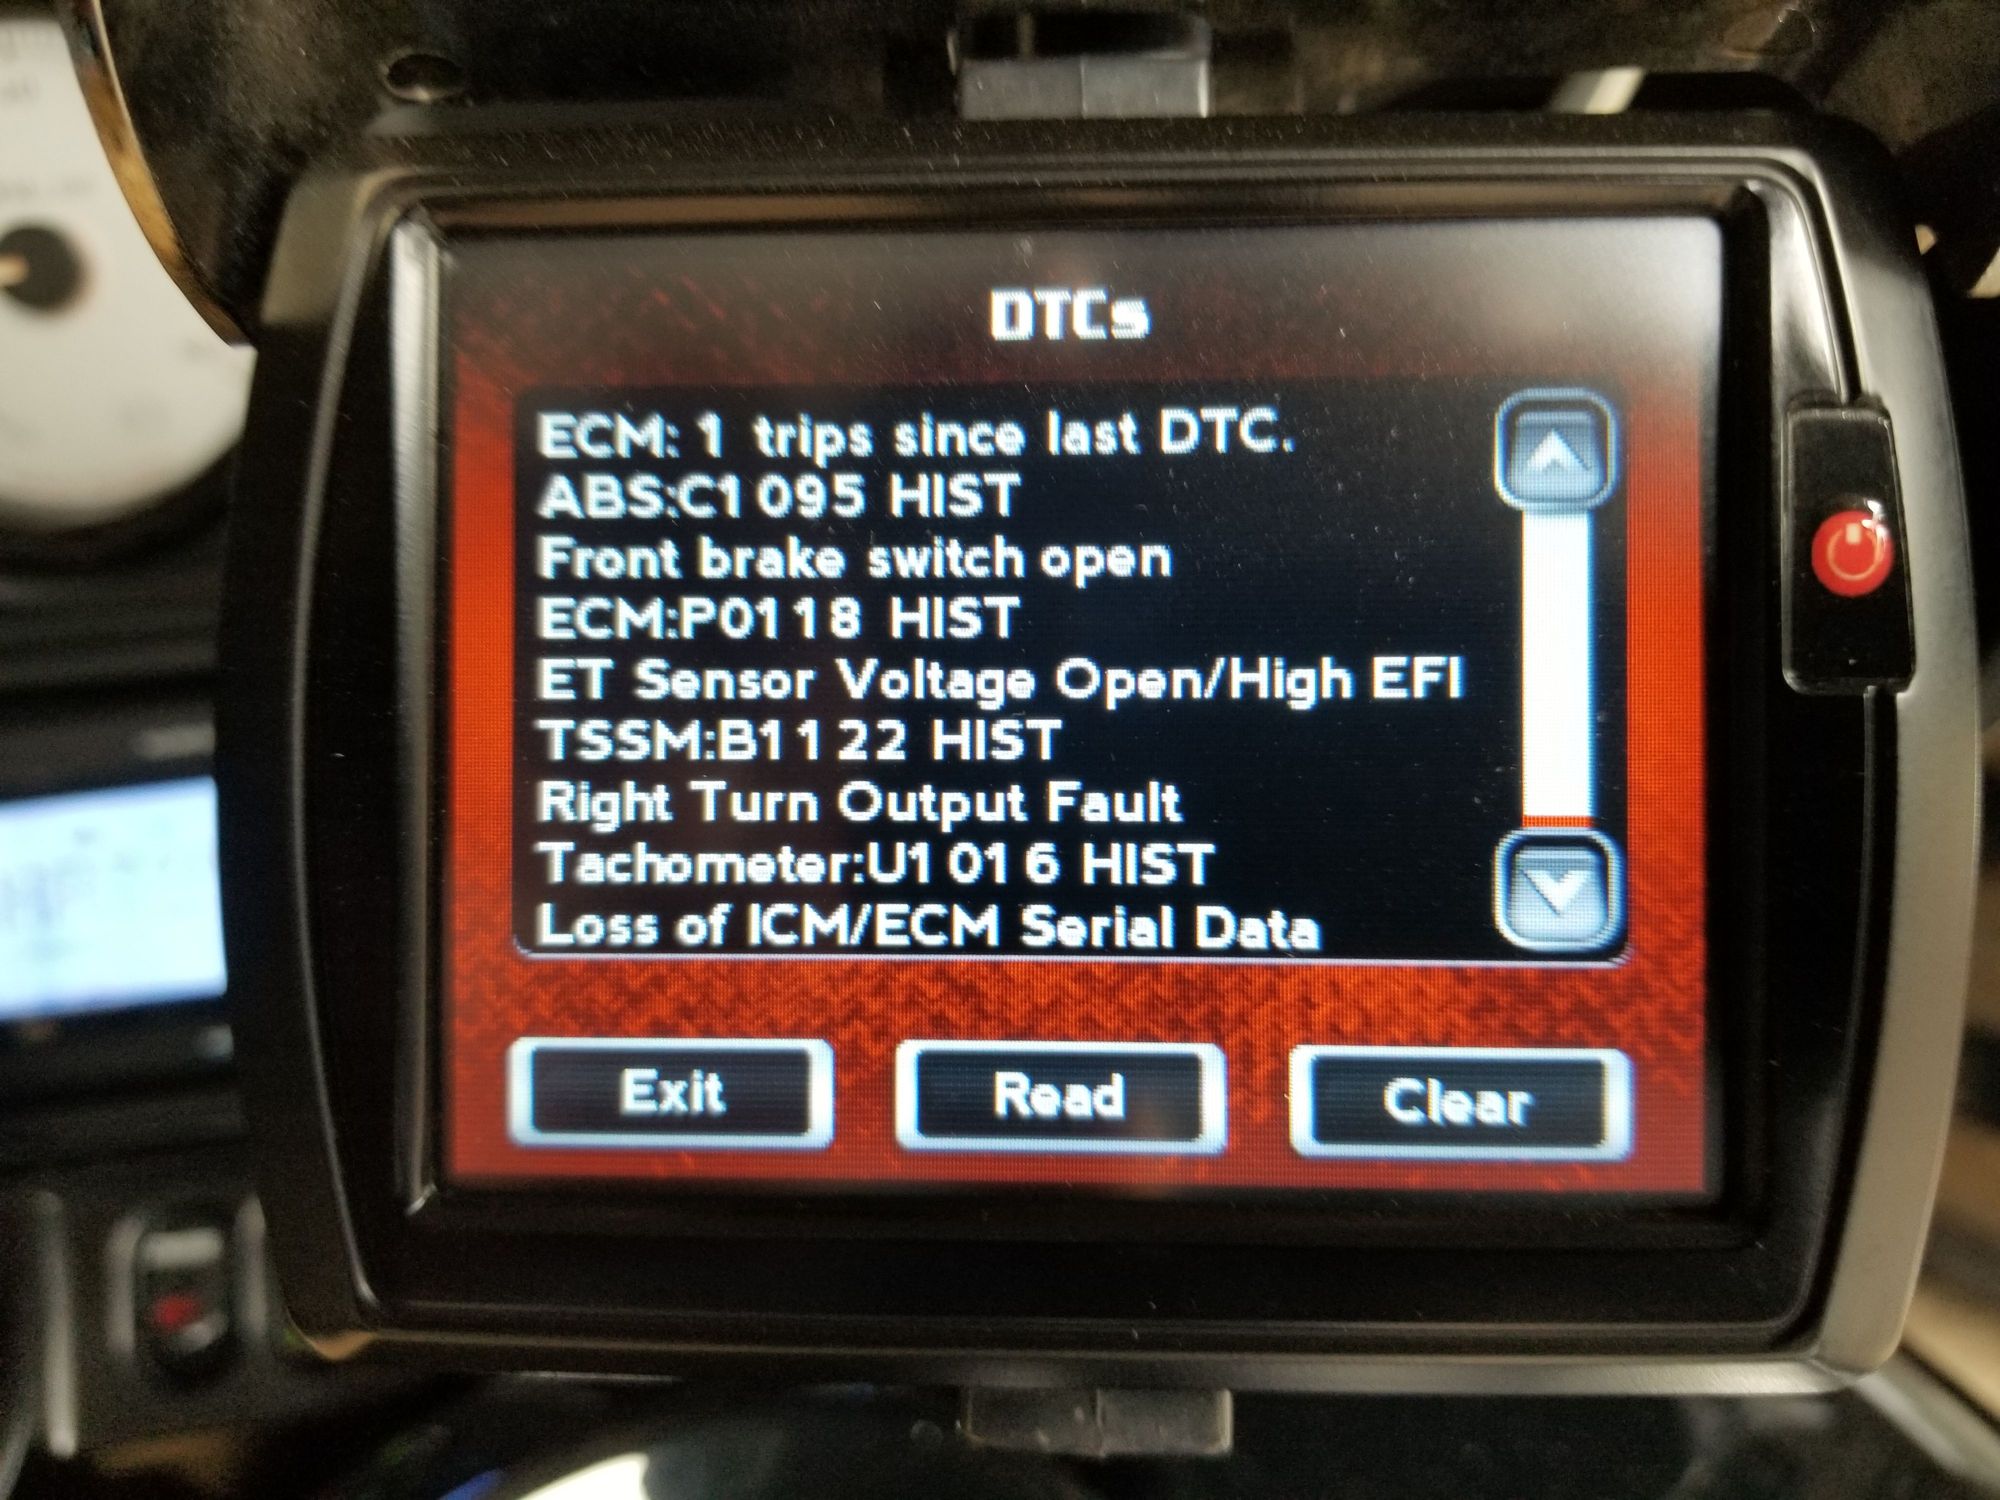 DTCs
ECM: 1 trips since last DTC.
ABS:C1095 HIST
Front brake switch open
ECM:P0118 HIST
ET Sensor Voltage Open/High EFI
TSSM:B1122 HIST
Right Turn Output Fault
Tachometer:U1016 HIST
Loss of ICM/ECM Serial Data
Exit
Read
Clear